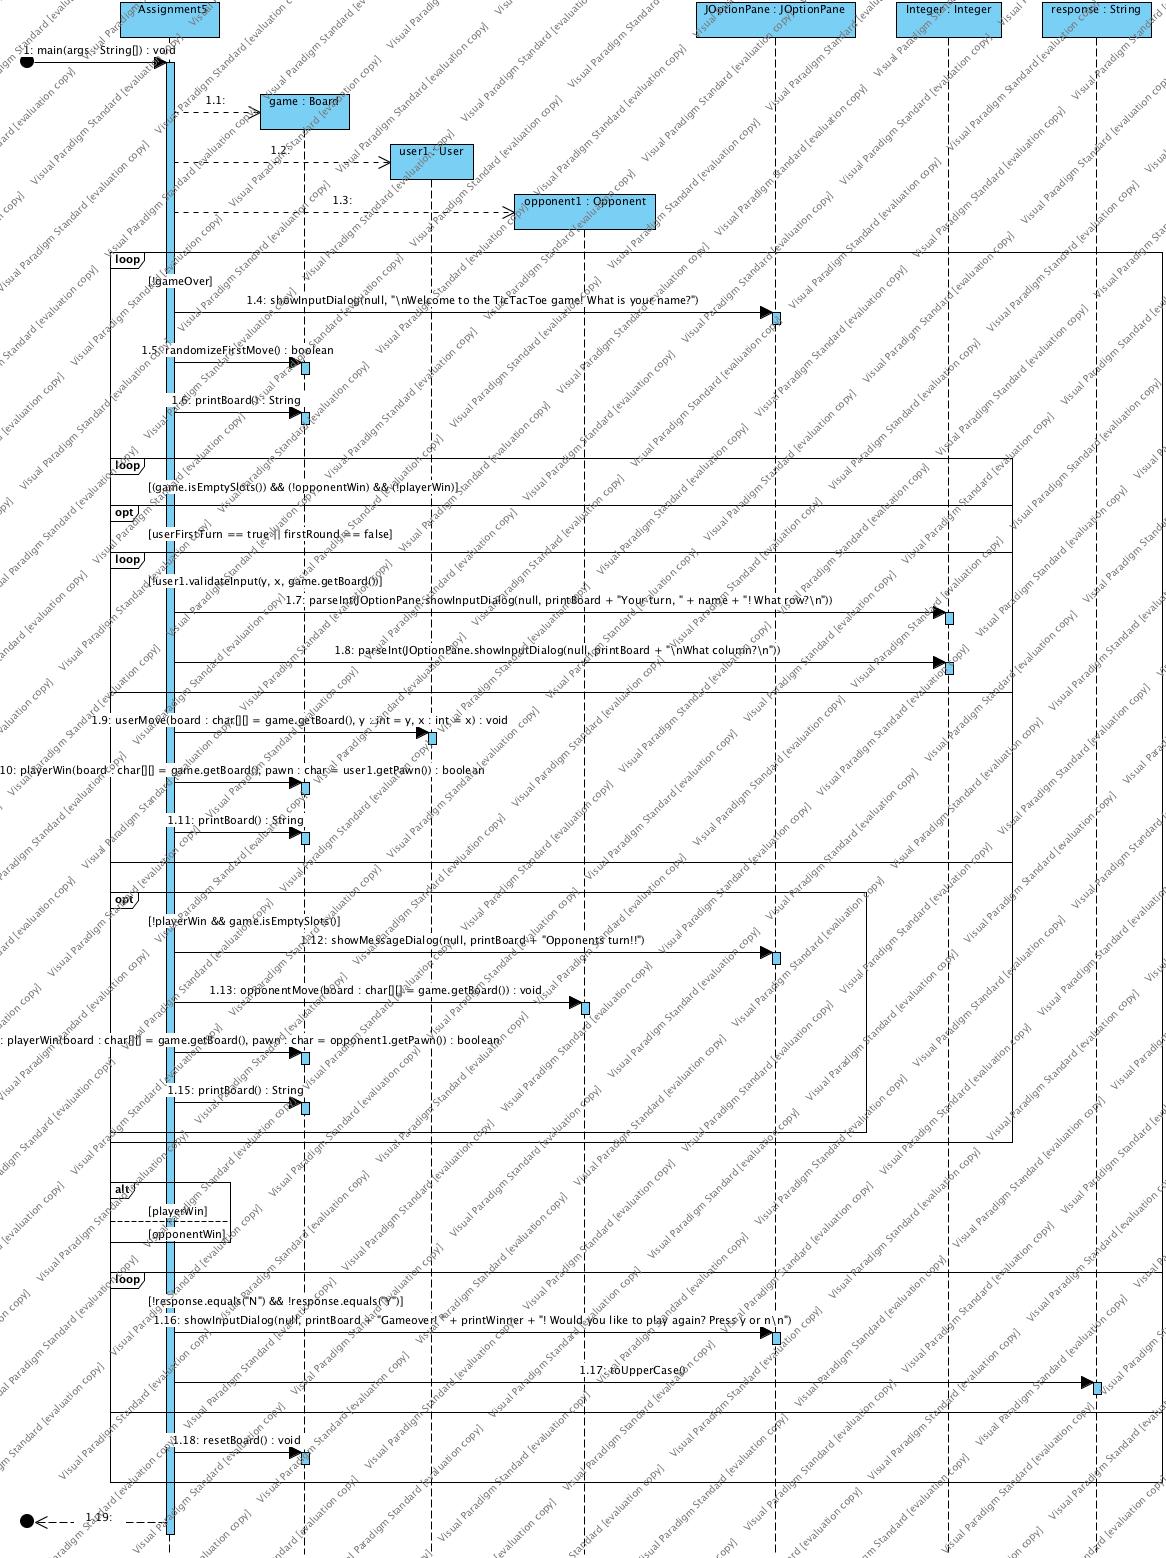 Assignment5
JOptionPane : JOptionPane
Integer : Integer
response : String
1: main(args : String[]) : void
1.1:
game : Board
1.2:
user1 : User
1.3:
opponent1 : Opponent
loop
[!gameOver]
1.4: showInputDialog(null, "\nWelcome to the TicTacToe game! What is your name?")
1.5: randomizeFirstMove() : boolean
1.6: printBoard() : String
loop
[(game.isEmptySlots()) && (!opponentWin) && (!playerWin)]
opt
[userFirstTurn == true || firstRound == false]
loop
[!user1.validateInput(y, x, game.getBoard())]
1.7: parseInt(JOptionPane.showInputDialog(null, printBoard + "Your turn, " + name + "! What row?\n"))
1.8: parseInt(JOptionPane.showInputDialog(null, printBoard + "\nWhat column?\n"))
1.9: userMove(board : char[][] = game.getBoard(), y : int = y, x : int = x) : void
10: playerWin(board : char[][] = game.getBoard(), pawn : char = user1.getPawn()) : boolean
1.11: printBoard() : String
opt
[!playerWin && game.isEmptySlots()]
1.12: showMessageDialog(null, printBoard + "Opponents turn!!")
1.13: opponentMove(board : char[][] = game.getBoard()) : void
: playerWin(board : char[][] = game.getBoard(), pawn : char = opponent1.getPawn()) : boolean
1.15: printBoard() : String
alt
[playerWin]
[opponentWin]
loop
[!response.equals("N") && !response.equals("Y")]
1.16: showInputDialog(null, printBoard + "Gameover! " + printWinner + "! Would you like to play again? Press y or n\n")
1.17: toUpperCase()
1.18: resetBoard() : void
1.19:
Visual Paradigm Standard [evaluation copy]